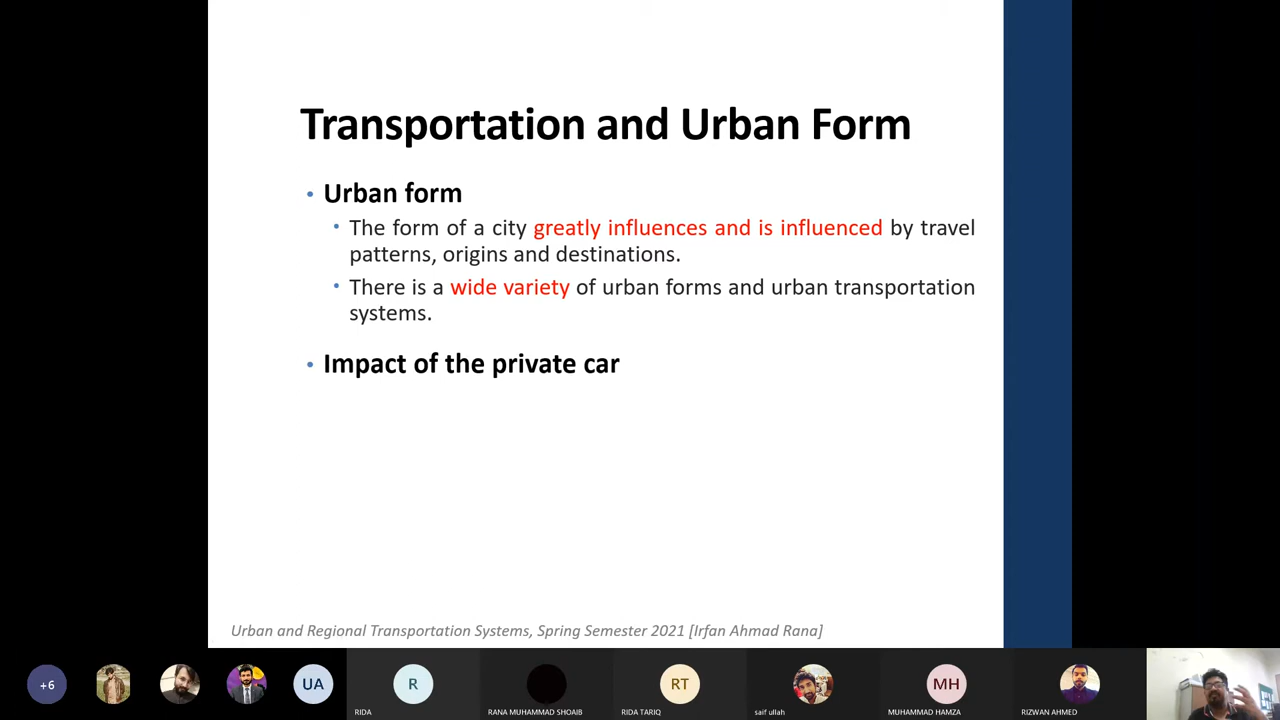 Transportation and Urban Form
• Urban form
• The form of a city greatly influences and is influenced by travel
patterns, origins and destinations.
• There is a wide variety of urban forms and urban transportation
systems.
• Impact of the private car
Urban and Regional Transportation Systems, Spring Semester 2021 [Irfan Ahmad Rana]
+6
UA
R
RT
MH
RIDA
RANA MUHAMMAD SHOAIB
RIDA TARIQ
saif ullah
MUHAMMAD HAMZA
RIZWAN AHMED